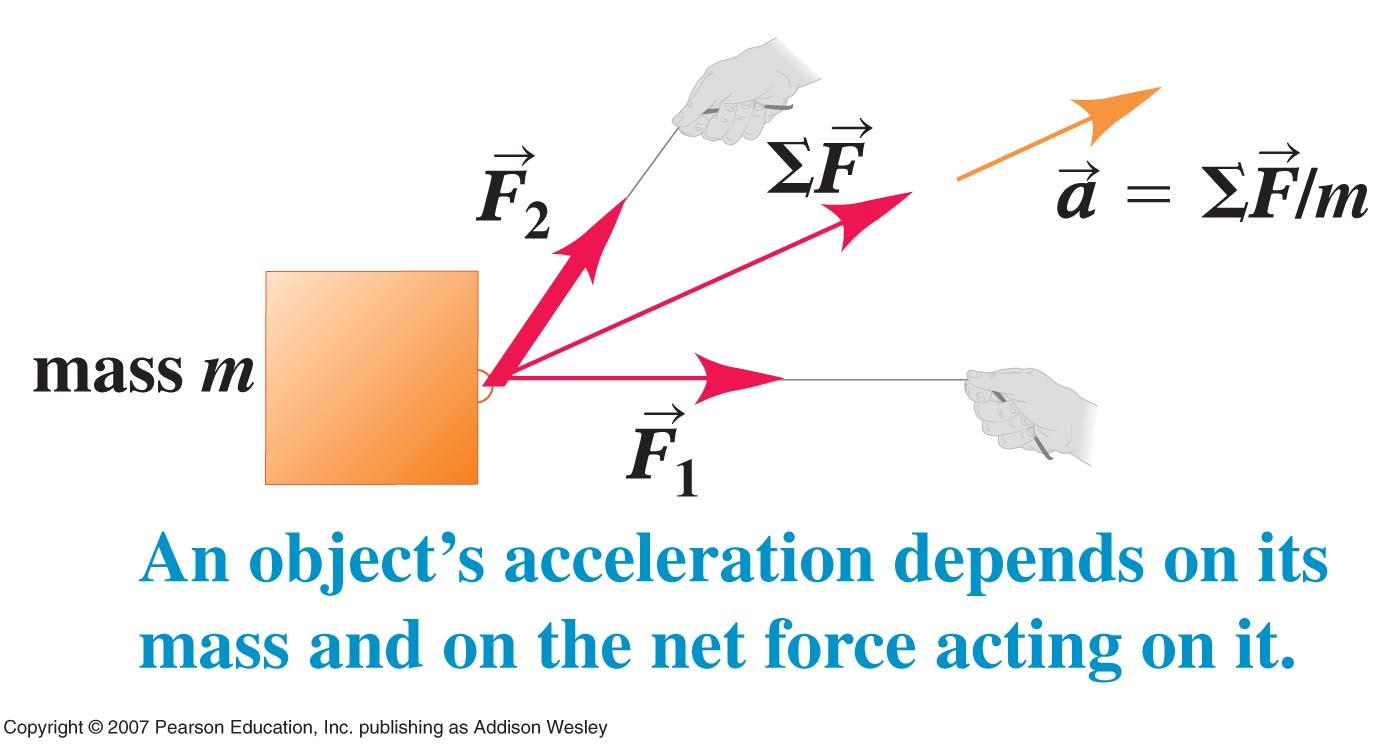 F⃗₂
ΣF⃗
a⃗ = ΣF⃗/m
mass m
F⃗₁
An object’s acceleration depends on its
mass and on the net force acting on it.
Copyright © 2007 Pearson Education, Inc. publishing as Addison Wesley